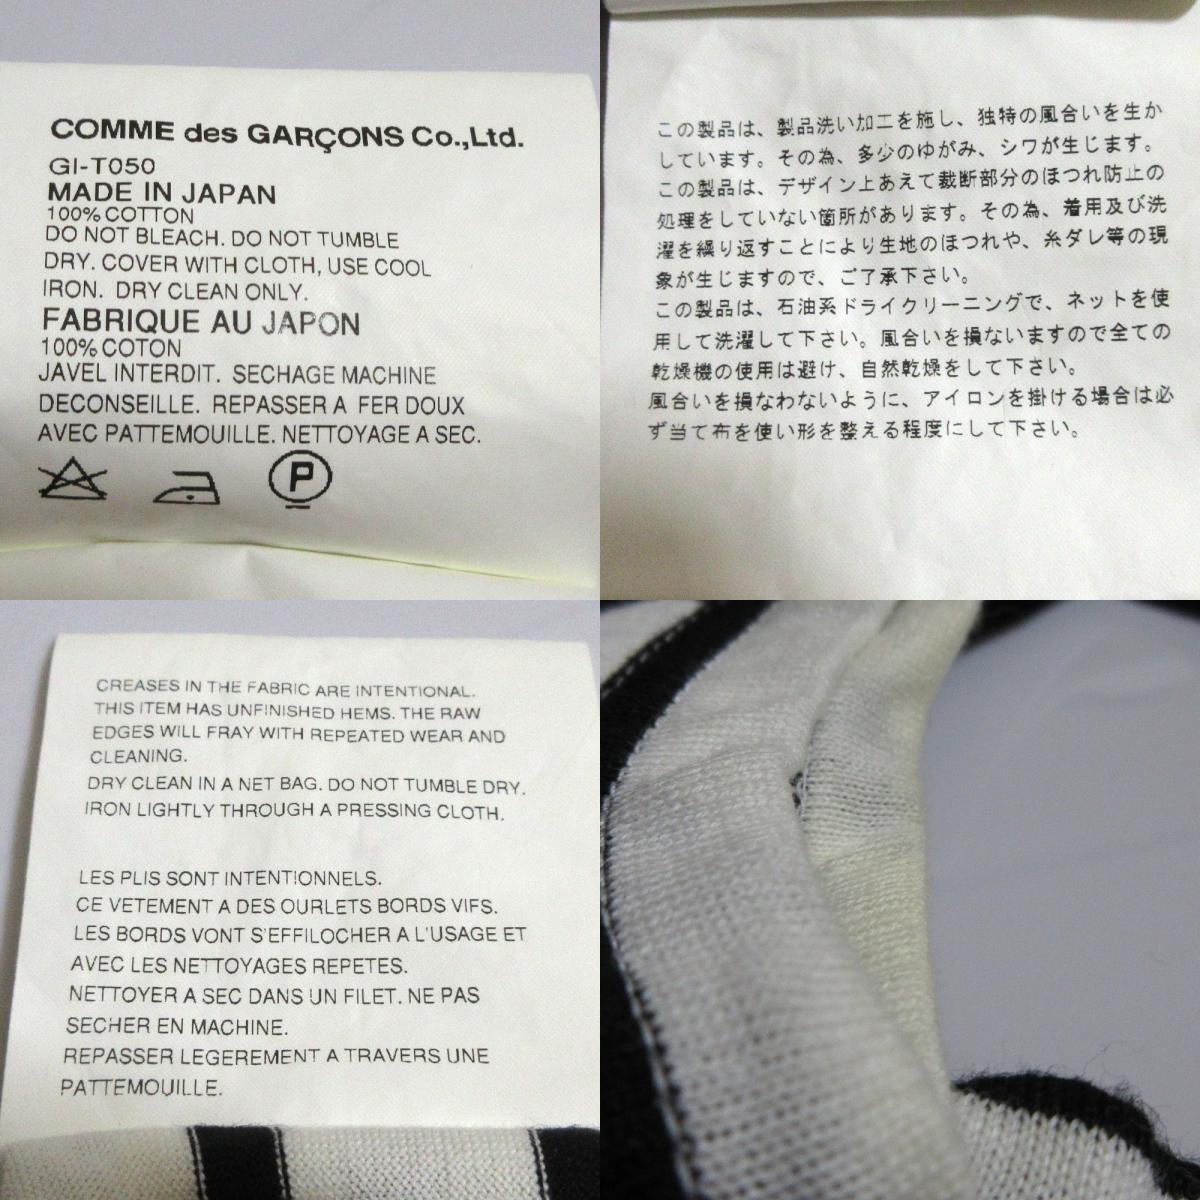 COMME des GARÇONS Co.,Ltd.
GI-T050
MADE IN JAPAN
100% COTTON
DO NOT BLEACH. DO NOT TUMBLE
DRY. COVER WITH CLOTH, USE COOL
IRON. DRY CLEAN ONLY.
FABRIQUE AU JAPON
100% COTON
JAVEL INTERDIT. SECHAGE MACHINE
DECONSEILLE. REPASSER A FER DOUX
AVEC PATTEMOUILLE. NETTOYAGE A SEC.
P
この製品は、製品洗い加工を施し、独特の風合いを生か
しています。その為、多少のゆがみ、シワが生じます。
この製品は、デザイン上あえて裁断部分のほつれ防止の
処理をしていない箇所があります。その為、着用及び洗
濯を繰り返すことにより生地のほつれや、糸ダレ等の現
象が生じますので、ご了承下さい。
この製品は、石油系ドライクリーニングで、ネットを使
用して洗濯して下さい。風合いを損ないますので全ての
乾燥機の使用は避け、自然乾燥をして下さい。
風合いを損なわないように、アイロンを掛ける場合は必
ず当て布を使い形を整える程度にして下さい。
CREASES IN THE FABRIC ARE INTENTIONAL.
THIS ITEM HAS UNFINISHED HEMS. THE RAW
EDGES WILL FRAY WITH REPEATED WEAR AND
CLEANING.
DRY CLEAN IN A NET BAG. DO NOT TUMBLE DRY.
IRON LIGHTLY THROUGH A PRESSING CLOTH.
LES PLIS SONT INTENTIONNELS.
CE VETEMENT A DES OURLETS BORDS VIFS.
LES BORDS VONT S'EFFILOCHER A L'USAGE ET
AVEC LES NETTOYAGES REPETES.
NETTOYER A SEC DANS UN FILET. NE PAS
SECHER EN MACHINE.
REPASSER LEGEREMENT A TRAVERS UNE
PATTEMOUILLE.